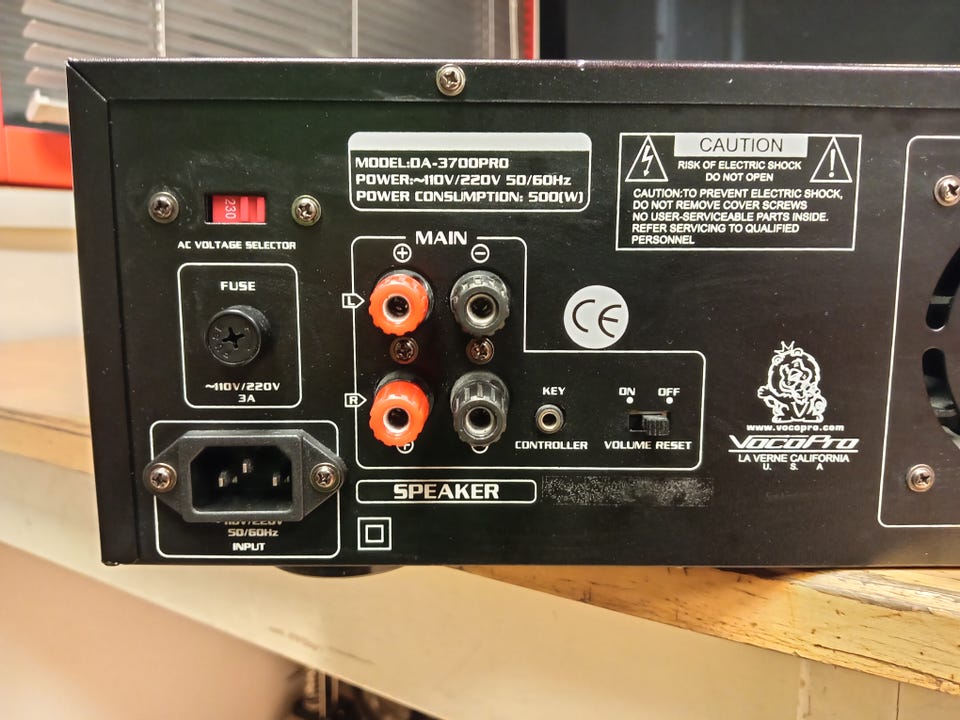 230
AC VOLTAGE SELECTOR
FUSE
~110V/220V
3A
~110V/220V
50/60Hz
INPUT
MODEL:DA-3700PRO
POWER:~110V/220V 50/60Hz
POWER CONSUMPTION: 500(W)
MAIN
+ −
L
R
+
KEY
CONTROLLER
ON OFF
VOLUME RESET
SPEAKER
CAUTION
RISK OF ELECTRIC SHOCK
DO NOT OPEN
CAUTION:TO PREVENT ELECTRIC SHOCK,
DO NOT REMOVE COVER SCREWS
NO USER-SERVICEABLE PARTS INSIDE.
REFER SERVICING TO QUALIFIED
PERSONNEL
CE
www.vocopro.com
VocoPro
LA VERNE CALIFORNIA
U. S. A